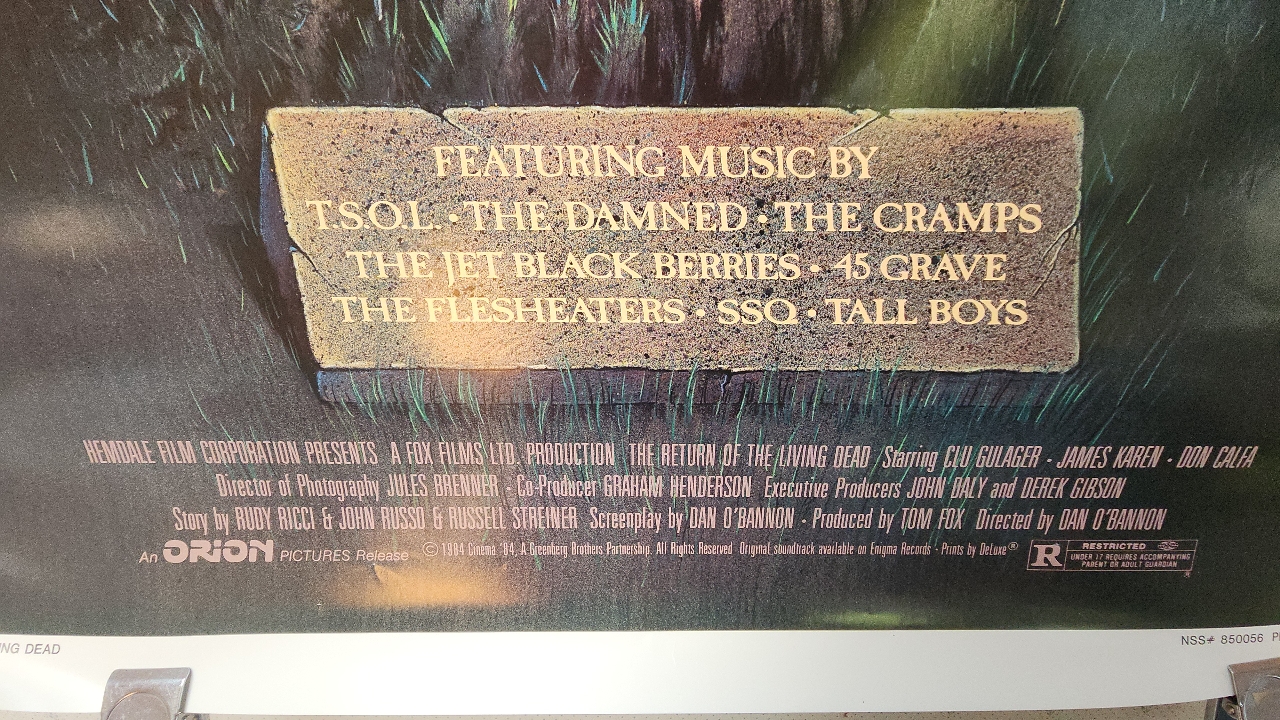 FEATURING MUSIC BY
T.S.O.L. • THE DAMNED • THE CRAMPS
THE JET BLACK BERRIES • 45 GRAVE
THE FLESHEATERS • SSQ • TALL BOYS
HEMDALE FILM CORPORATION PRESENTS A FOX FILMS LTD. PRODUCTION THE RETURN OF THE LIVING DEAD Starring CLU GULAGER • JAMES KAREN • DON CALFA
Director of Photography JULES BRENNER • Co-Producer GRAHAM HENDERSON Executive Producers JOHN DALY and DEREK GIBSON
Story by RUDY RICCI & JOHN RUSSO & RUSSELL STREINER Screenplay by DAN O'BANNON • Produced by TOM FOX Directed by DAN O'BANNON
An ORION PICTURES Release © 1984 Cinema '84, A Greenberg Brothers Partnership. All Rights Reserved Original soundtrack available on Enigma Records • Prints by DeLuxe®
R RESTRICTED
UNDER 17 REQUIRES ACCOMPANYING
PARENT OR ADULT GUARDIAN
NG DEAD
NSS# 850056